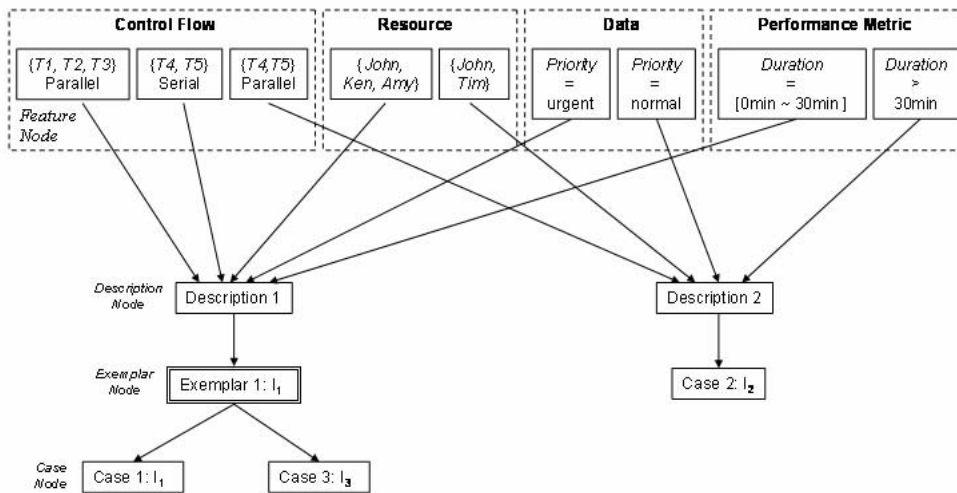 Control Flow
Resource
Data
Performance Metric
{T1, T2, T3}
Parallel
{T4, T5}
Serial
{T4,T5}
Parallel
{John,
Ken, Amy}
{John,
Tim}
Priority
=
urgent
Priority
=
normal
Duration
=
[0min ~ 30min ]
Duration
>
30min
Feature
Node
Description
Node
Description 1
Description 2
Exemplar
Node
Exemplar 1: I1
Case 2: I2
Case
Node
Case 1: I1
Case 3: I3